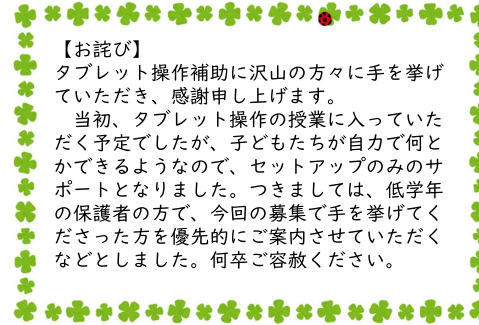 【お詫び】
タブレット操作補助に沢山の方々に手を挙げ
ていただき、感謝申し上げます。
　当初、タブレット操作の授業に入っていた
だく予定でしたが、子どもたちが自力で何と
かできるようなので、セットアップのみのサ
ポートとなりました。つきましては、低学年
の保護者の方で、今回の募集で手を挙げてく
ださった方を優先的にご案内させていただく
などとしました。何卒ご容赦ください。